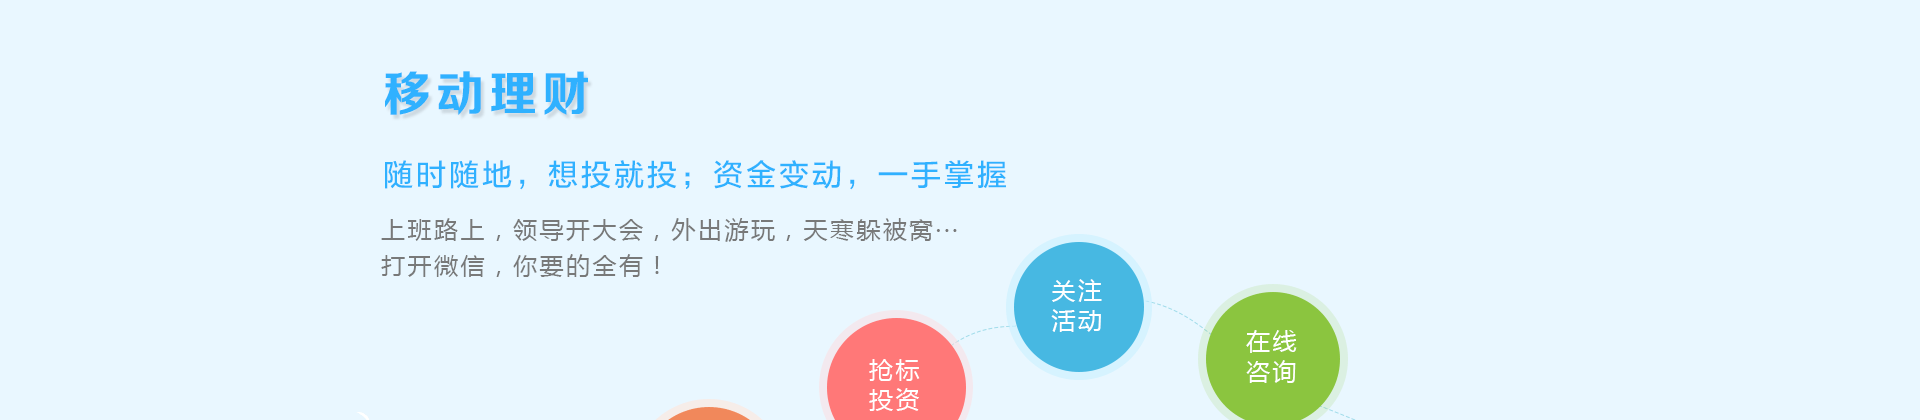 移动理财
随时随地，想投就投；资金变动，一手掌握
上班路上，领导开大会，外出游玩，天寒躲被窝…
打开微信，你要的全有！
关注
活动
在线
咨询
抢标
投资